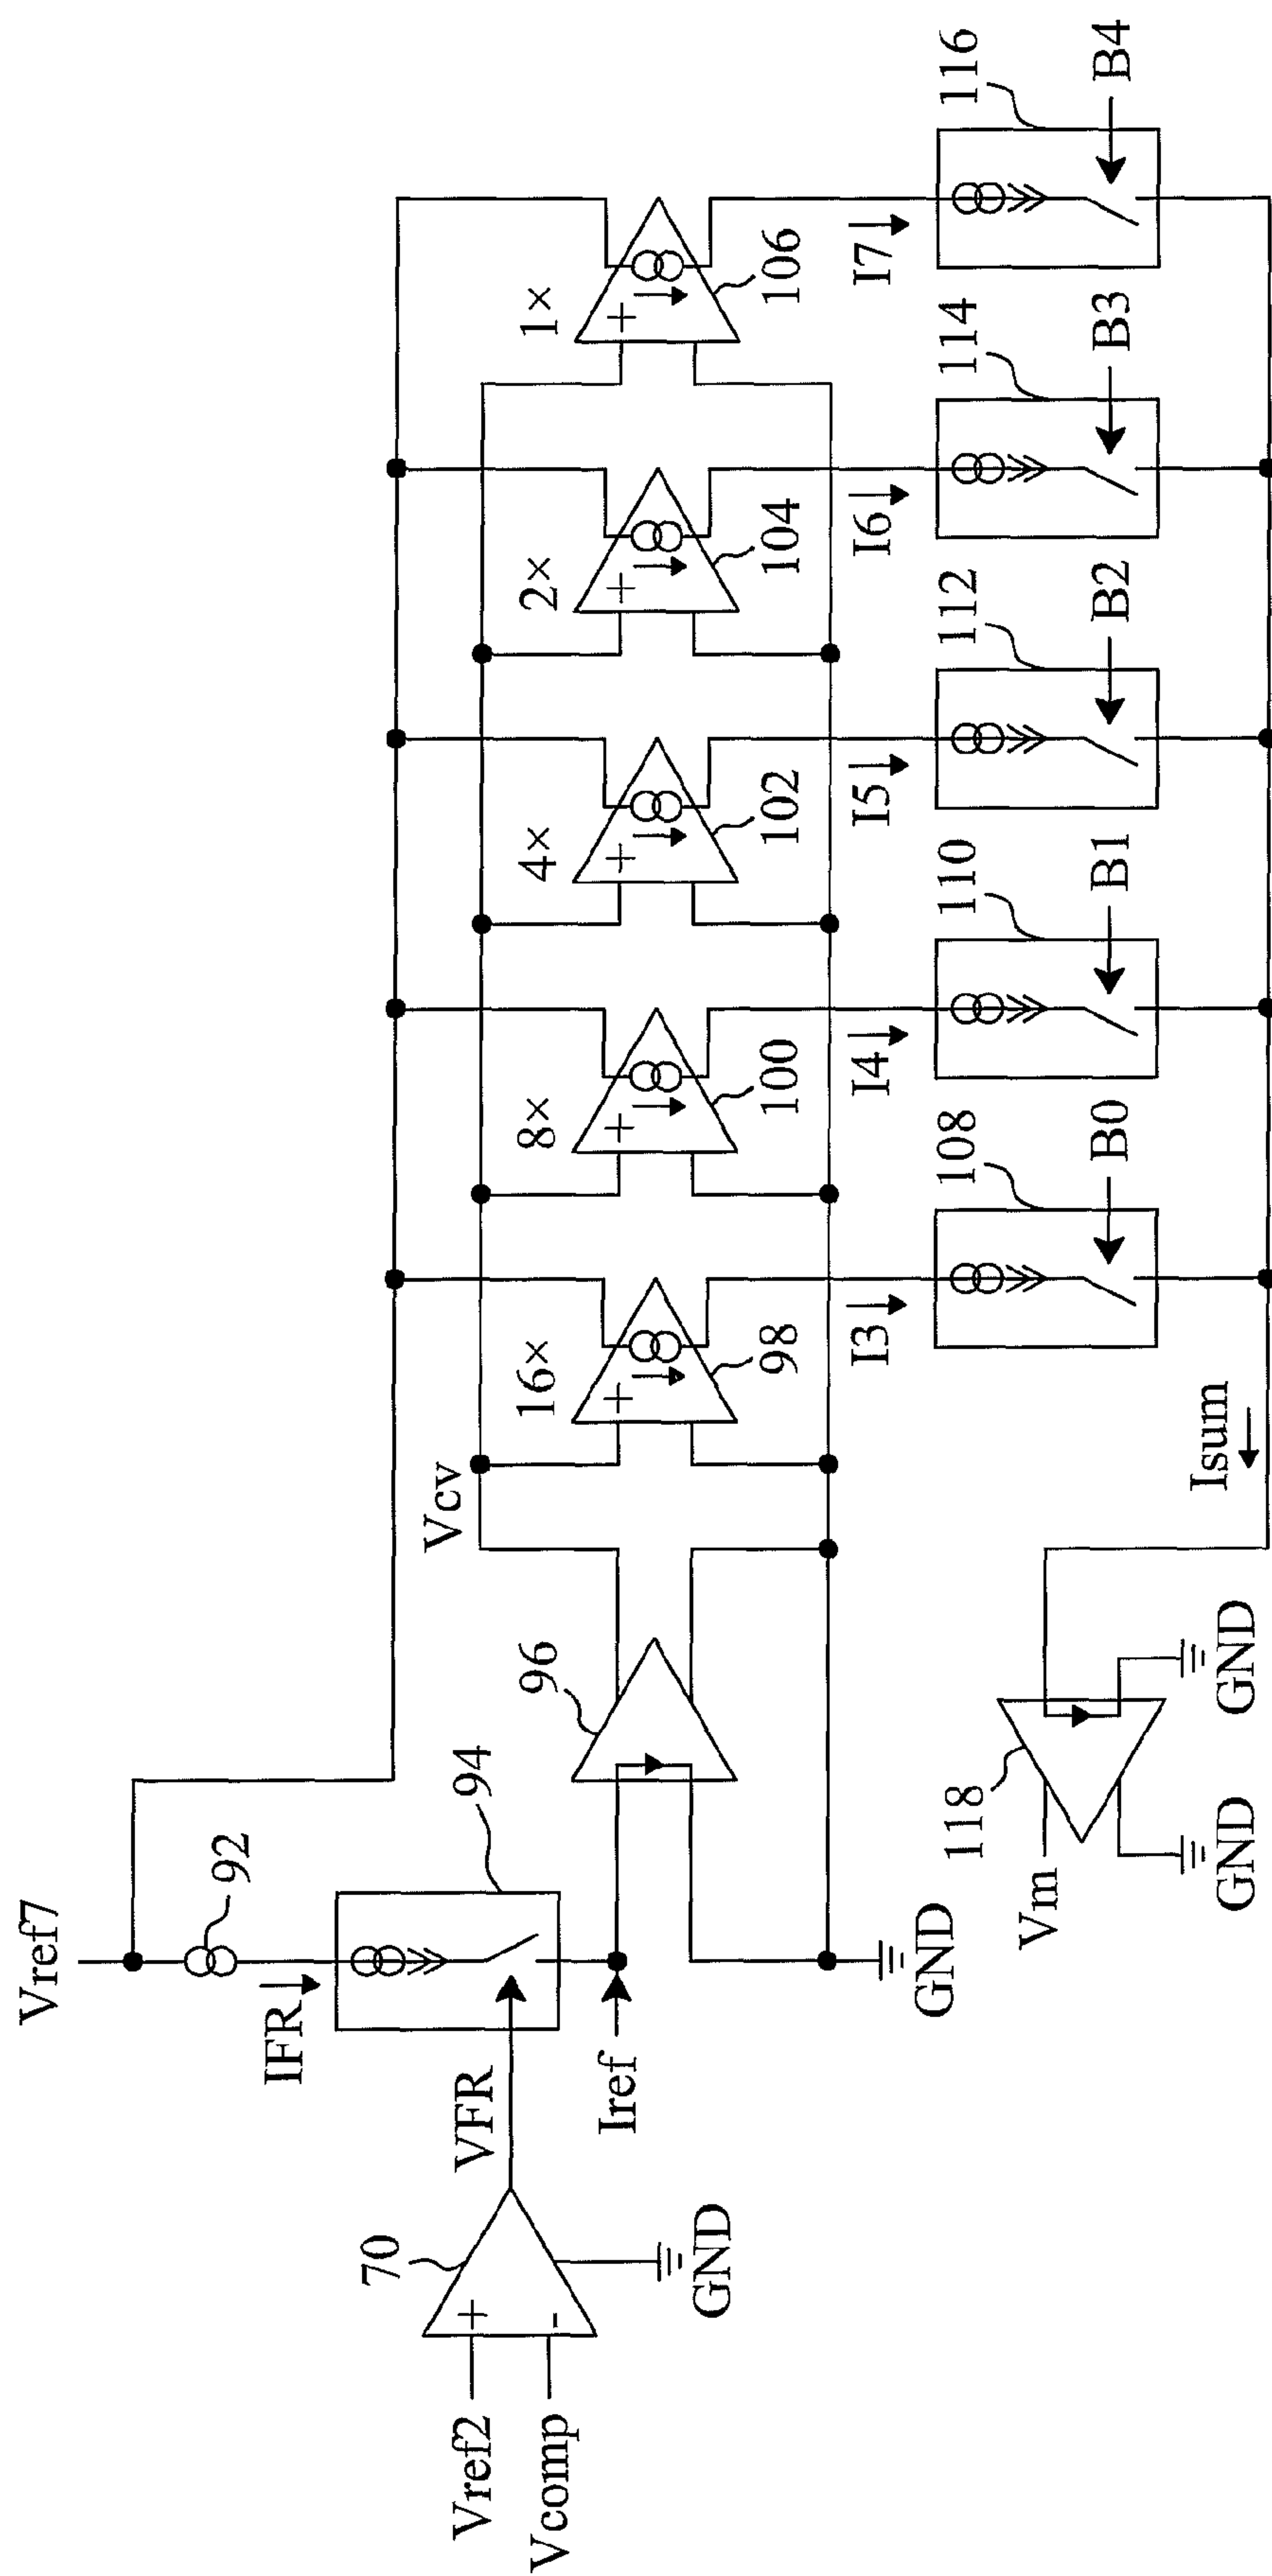 Vref7
92
IFR
94
70
VFR
Vref2
+
Vcomp
-
GND
Iref
96
Vcv
GND
16×
+
98
8×
+
100
4×
+
102
2×
+
104
1×
+
106
I3
108
B0
I4
110
B1
I5
112
B2
I6
114
B3
I7
116
B4
Isum
118
Vm
GND
GND